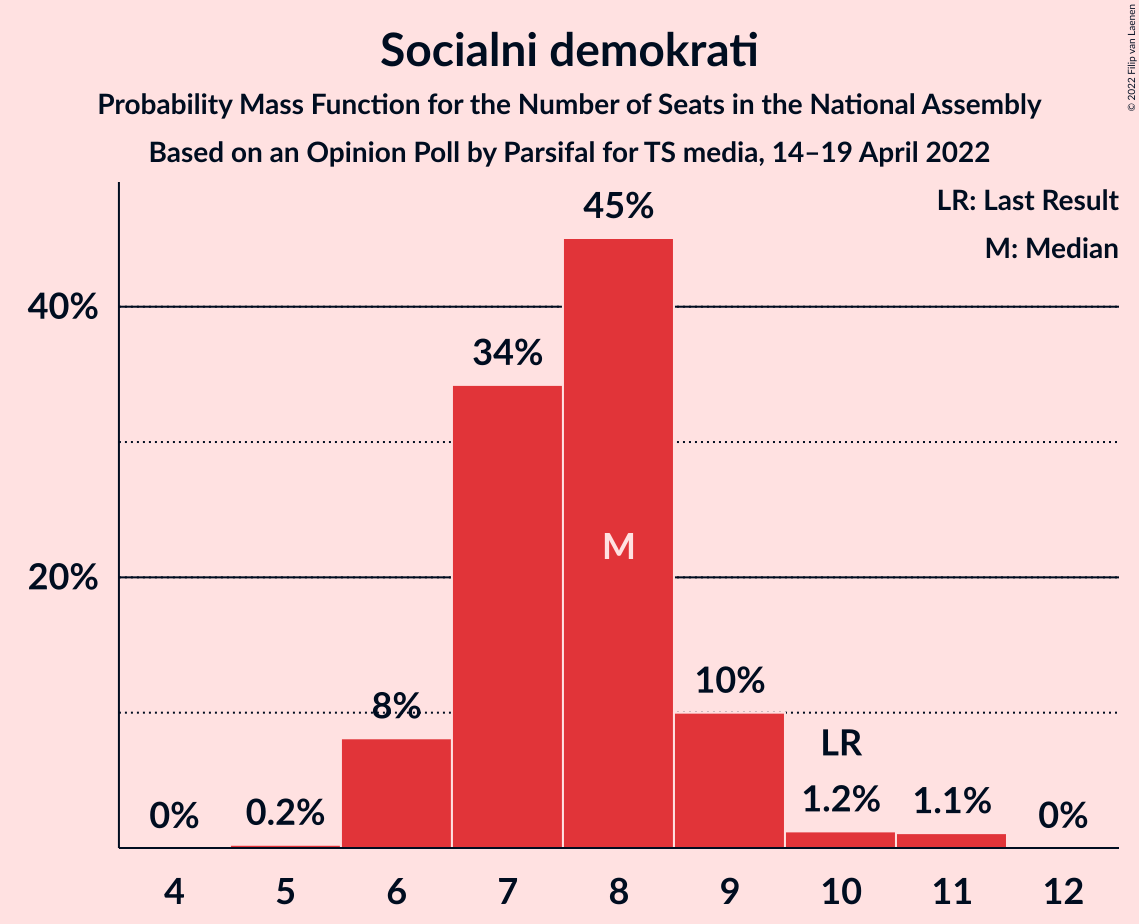 Socialni demokrati
Probability Mass Function for the Number of Seats in the National Assembly
Based on an Opinion Poll by Parsifal for TS media, 14–19 April 2022
© 2022 Filip van Laenen
LR: Last Result
M: Median
40%
20%
0%
0.2%
8%
34%
45%
M
10%
LR
1.2%
1.1%
0%
4 5 6 7 8 9 10 11 12